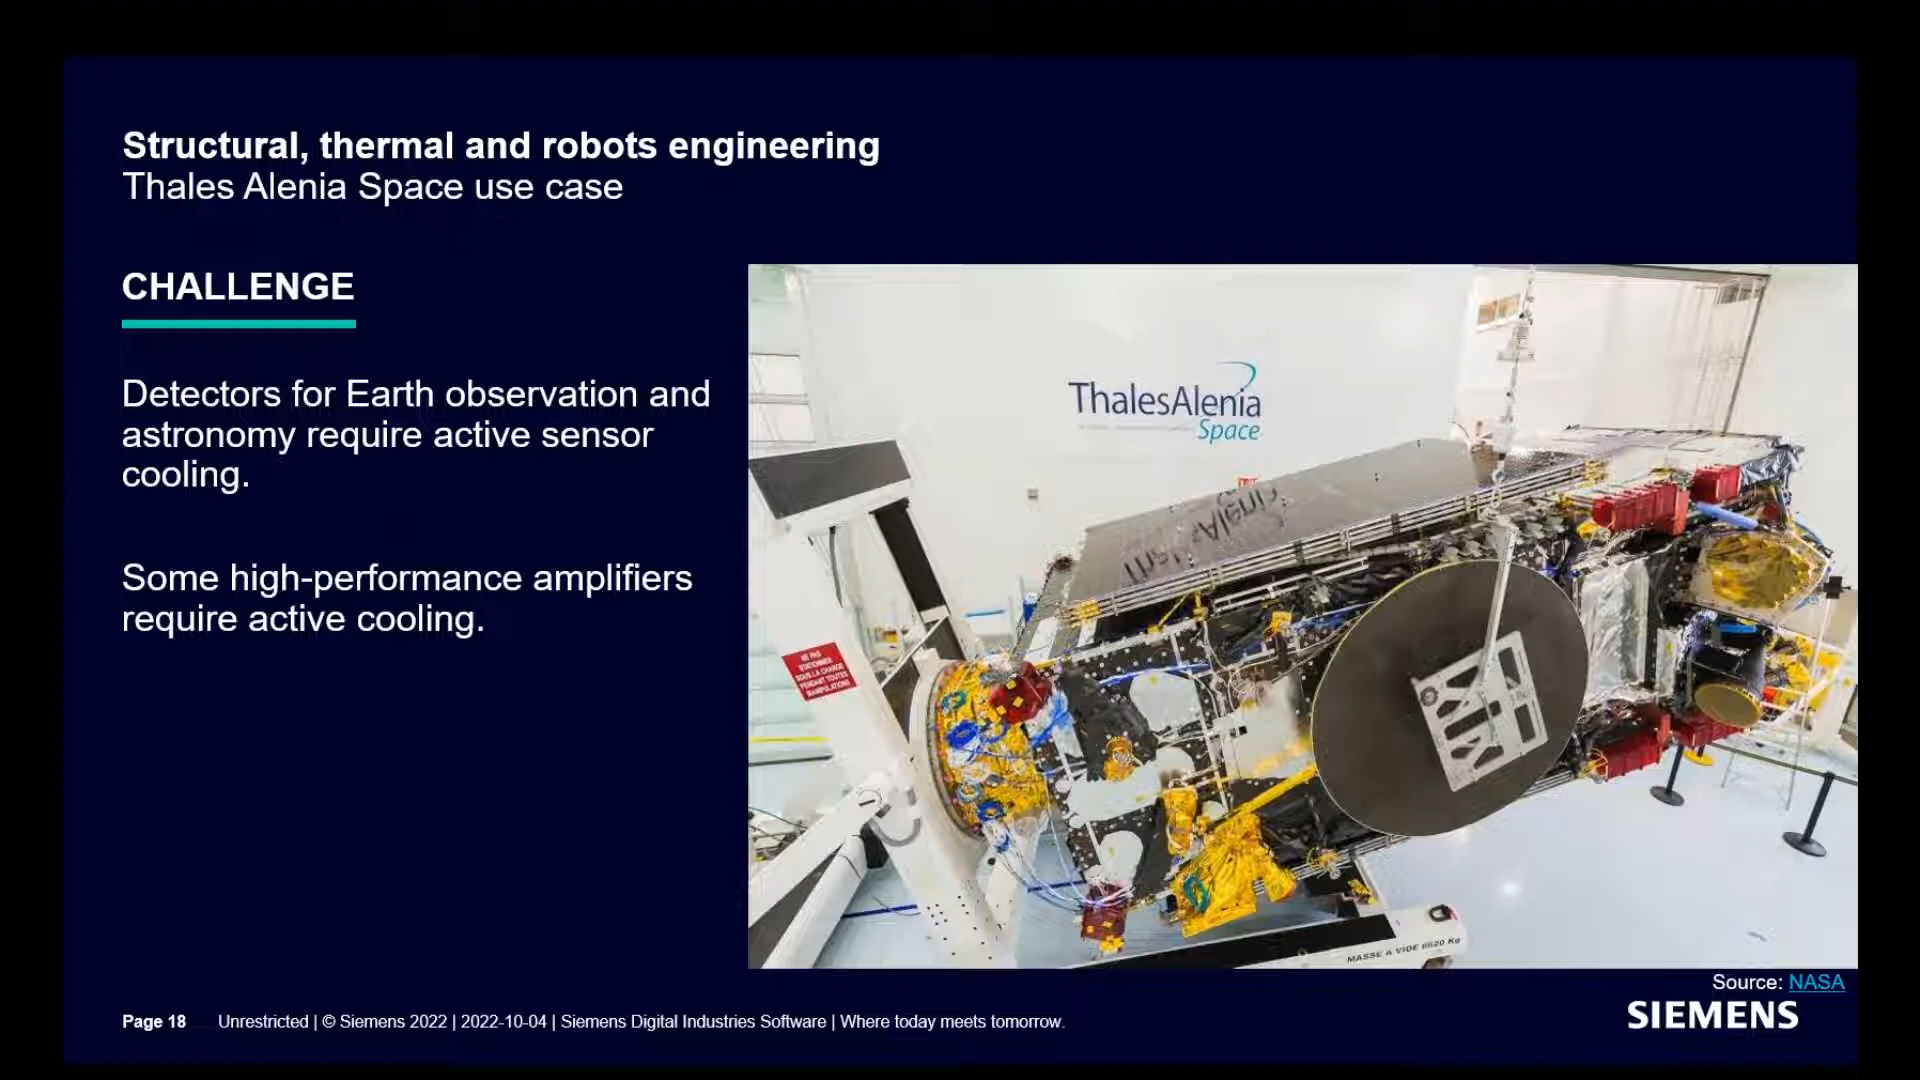 Structural, thermal and robots engineering
Thales Alenia Space use case
CHALLENGE
Detectors for Earth observation and
astronomy require active sensor
cooling.
Some high-performance amplifiers
require active cooling.
ThalesAlenia
Space
NE PAS
STATIONNER
SOUS LA CHARGE
PENDANT TOUTES
MANIPULATIONS
MASSE A VIDE 6520 Kg
Source: NASA
Page 18 Unrestricted | © Siemens 2022 | 2022-10-04 | Siemens Digital Industries Software | Where today meets tomorrow.
SIEMENS